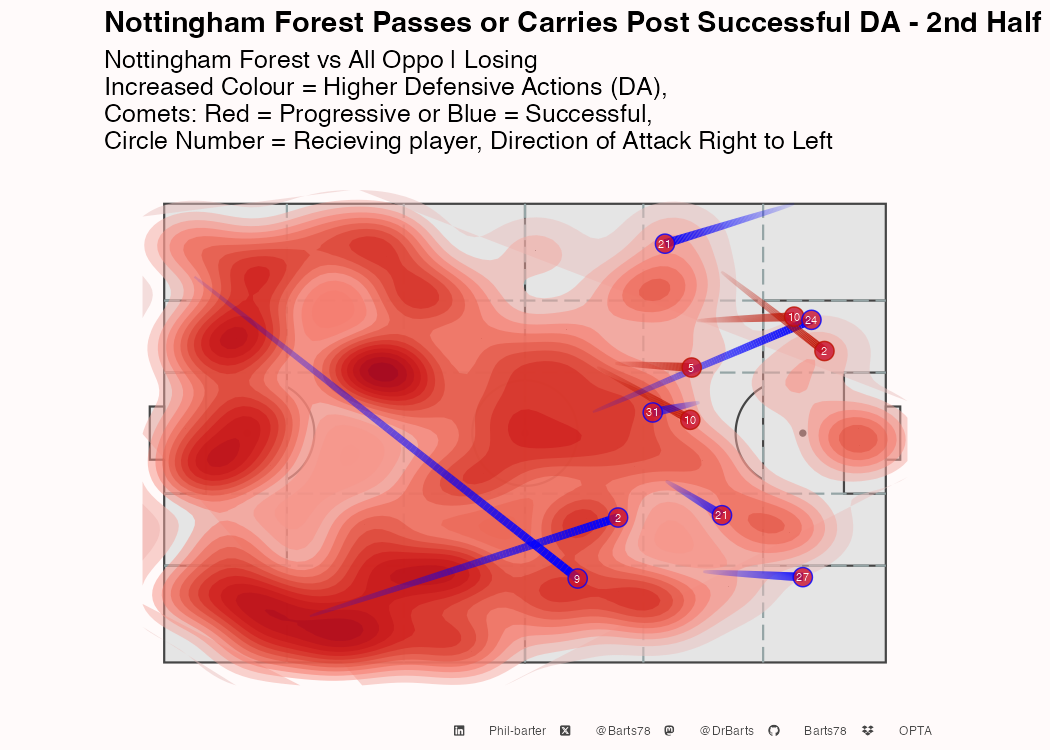 Nottingham Forest Passes or Carries Post Successful DA - 2nd Half
Nottingham Forest vs All Oppo | Losing
Increased Colour = Higher Defensive Actions (DA),
Comets: Red = Progressive or Blue = Successful,
Circle Number = Recieving player, Direction of Attack Right to Left
21
10 24
2
5
31
10
21
2
9
27
Phil-barter @Barts78 @DrBarts Barts78 OPTA